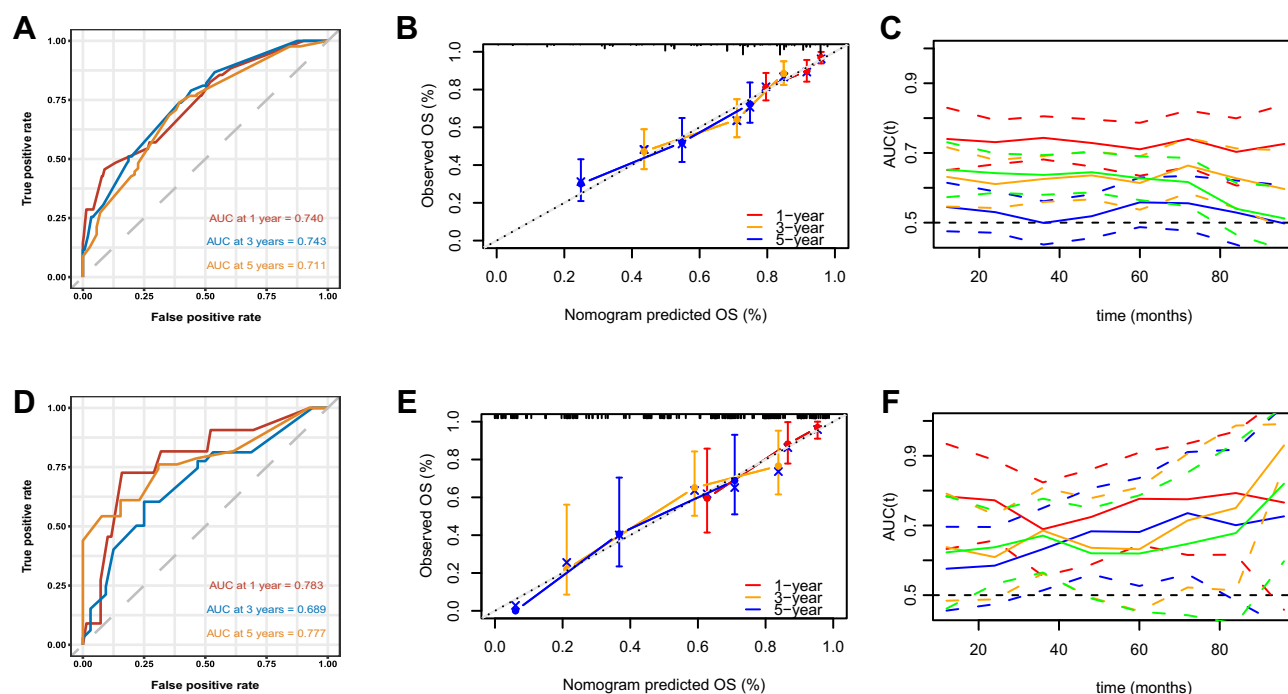 A
True positive rate
1.00
0.75
0.50
0.25
0.00
AUC at 1 year = 0.740
AUC at 3 years = 0.743
AUC at 5 years = 0.711
0.00 0.25 0.50 0.75 1.00
False positive rate
B
Observed OS (%)
1.0
0.8
0.6
0.4
0.2
0.0
1-year
3-year
5-year
0.0 0.2 0.4 0.6 0.8 1.0
Nomogram predicted OS (%)
C
AUC(t)
0.9
0.7
0.5
20 40 60 80
time (months)
D
True positive rate
1.00
0.75
0.50
0.25
0.00
AUC at 1 year = 0.783
AUC at 3 years = 0.689
AUC at 5 years = 0.777
0.00 0.25 0.50 0.75 1.00
False positive rate
E
Observed OS (%)
1.0
0.8
0.6
0.4
0.2
0.0
1-year
3-year
5-year
0.0 0.2 0.4 0.6 0.8 1.0
Nomogram predicted OS (%)
F
AUC(t)
0.9
0.7
0.5
20 40 60 80
time (months)